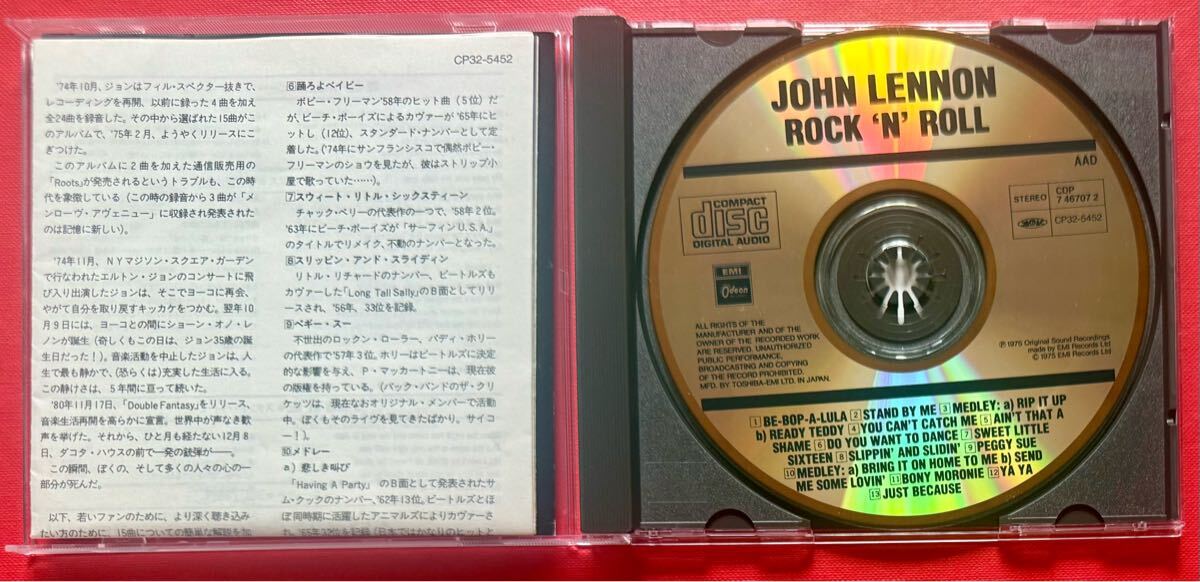 CP32-5452
'74年10月、ジョンはフィル・スペクター抜きで、
レコーディングを再開、以前に録った4曲を加え
全24曲を録音した。その中から選ばれた15曲がこ
のアルバムで、'75年2月、ようやくリリースにこ
ぎつけた。
このアルバムに2曲を加えた通信販売用の
「Roots」が発売されるというトラブルも、この時
代を象徴している(この時の録音から3曲が「メ
ンローヴ・アヴェニュー」に収録され発表された
のは記憶に新しい)。
'74年11月、NYマジソン・スクエア・ガーデン
で行なわれたエルトン・ジョンのコンサートに飛
び入り出演したジョンは、そこでヨーコに再会、
りやがて自分を取り戻すキッカケをつかむ。翌年10
月9日には、ヨーコとの間にショーン・オノ・レ
ノンが誕生(奇しくもこの日は、ジョン35歳の誕生
日だった!)。音楽活動を中止したジョンは、人
生で最も静かで、(恐らくは)充実した生活に入る。
この静けさは、5年間に亘って続いた。
'80年11月17日、「Double Fantasy」をリリース、
音楽生活再開を高らかに宣言。世界中が声なき歓
声を挙げた。それから、ひと月も経たない12月8
日、ダコタ・ハウスの前で一発の銃弾が──。
この瞬間、ぼくの、そして多くの人々の心の一
部分が死んだ。
以下、若いファンのために、より深く聴き込み
たい方のために、15曲についての簡単な解説を加
⑥踊ろよベイビー
ボビー・フリーマン'58年のヒット曲(5位)だ
が、ビーチ・ボーイズによるカヴァーが'65年にヒ
ットし(12位)、スタンダード・ナンバーとして定
着した。('74年にサンフランシスコで偶然ボビー・
フリーマンのショウを見たが、彼はストリップ小
屋で歌っていた……)。
⑦スウィート・リトル・シックスティーン
チャック・ベリーの代表作の一つで、'58年2位。
'63年にビーチ・ボーイズが「サーフィンU.S.A.」
のタイトルでリメイク、不動のナンバーとなった。
⑧スリッピン・アンド・スライディン
リトル・リチャードのナンバー、ビートルズも
カヴァーした「Long Tall Sally」のB面としてリリ
ースされ、'56年、33位を記録。
⑨ペギー・スー
不世出のロックン・ローラー、バディ・ホリー
の代表作で'57年3位。ホリーはビートルズに決定
的な影響を与え、P・マッカートニーは、現在彼
の版権を持っている。(バック・バンドのザ・クリ
ケッツは、現在なおオリジナル・メンバーで活動
中。ぼくもそのライヴを見てきたばかり。サイコ
ー!)。
⑩メドレー
a) 悲しき叫び
「Having A Party」のB面として発表されたサ
ム・クックのナンバー、'62年13位。ビートルズとほ
ぼ同時期に活躍したアニマルズによりカヴァーさ
れ、'65年32位を記録(日本ではかなりのヒットと
JOHN LENNON
ROCK 'N' ROLL
AAD
COMPACT
disc
DIGITAL AUDIO
STEREO
CDP
7 46707 2
CP32-5452
EMI
Odeon
ALL RIGHTS OF THE
MANUFACTURER AND OF THE
OWNER OF THE RECORDED WORK
ARE RESERVED. UNAUTHORIZED
PUBLIC PERFORMANCE,
BROADCASTING AND COPYING
OF THE RECORD PROHIBITED.
MFD. BY TOSHIBA-EMI LTD. IN JAPAN.
℗ 1975 Original Sound Recordings
made by EMI Records Ltd
© 1975 EMI Records Ltd
1 BE-BOP-A-LULA 2 STAND BY ME 3 MEDLEY: a) RIP IT UP
b) READY TEDDY 4 YOU CAN'T CATCH ME 5 AIN'T THAT A
SHAME 6 DO YOU WANT TO DANCE 7 SWEET LITTLE
SIXTEEN 8 SLIPPIN' AND SLIDIN' 9 PEGGY SUE
10 MEDLEY: a) BRING IT ON HOME TO ME b) SEND
ME SOME LOVIN' 11 BONY MORONIE 12 YA YA
13 JUST BECAUSE